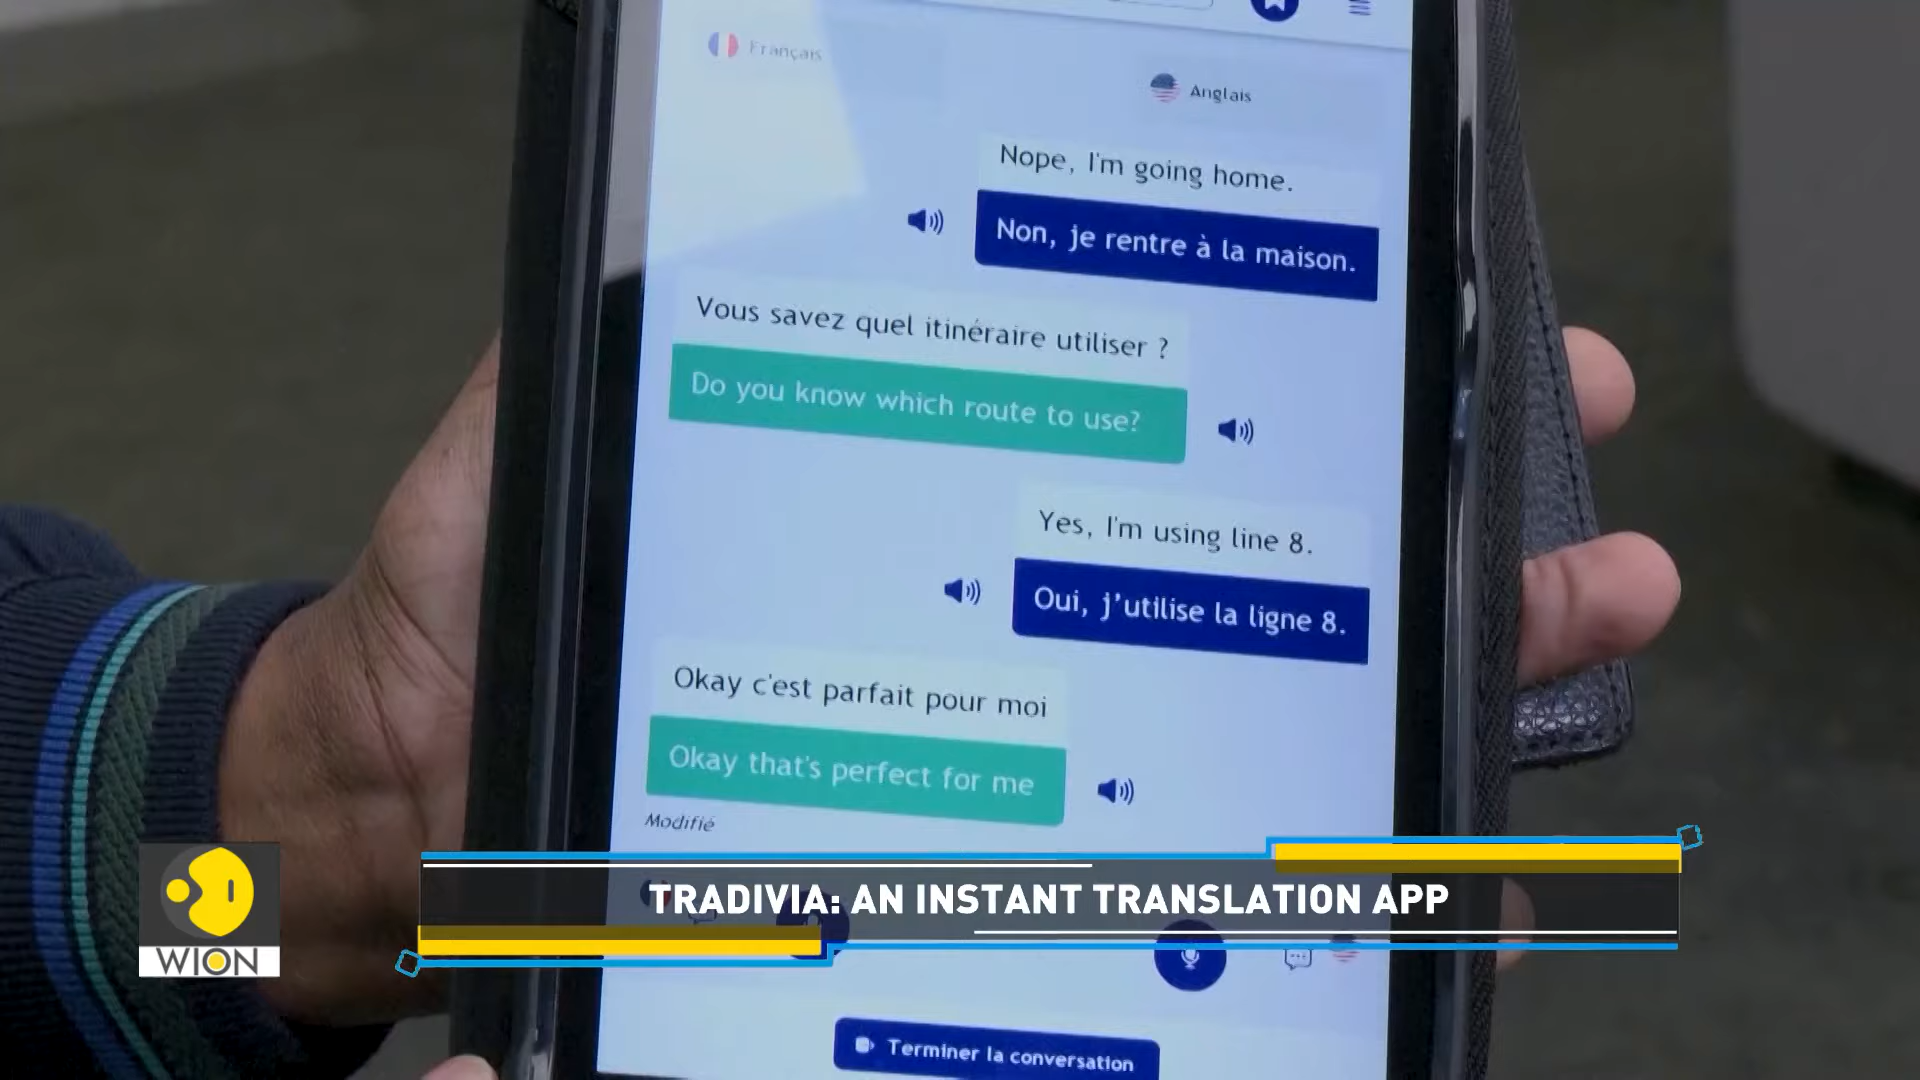 Français
Anglais
Nope, I'm going home.
Non, je rentre à la maison.
Vous savez quel itinéraire utiliser ?
Do you know which route to use?
Yes, I'm using line 8.
Oui, j'utilise la ligne 8.
Okay c'est parfait pour moi
Okay that's perfect for me
Modifié
TRADIVIA: AN INSTANT TRANSLATION APP
WION
Terminer la conversation